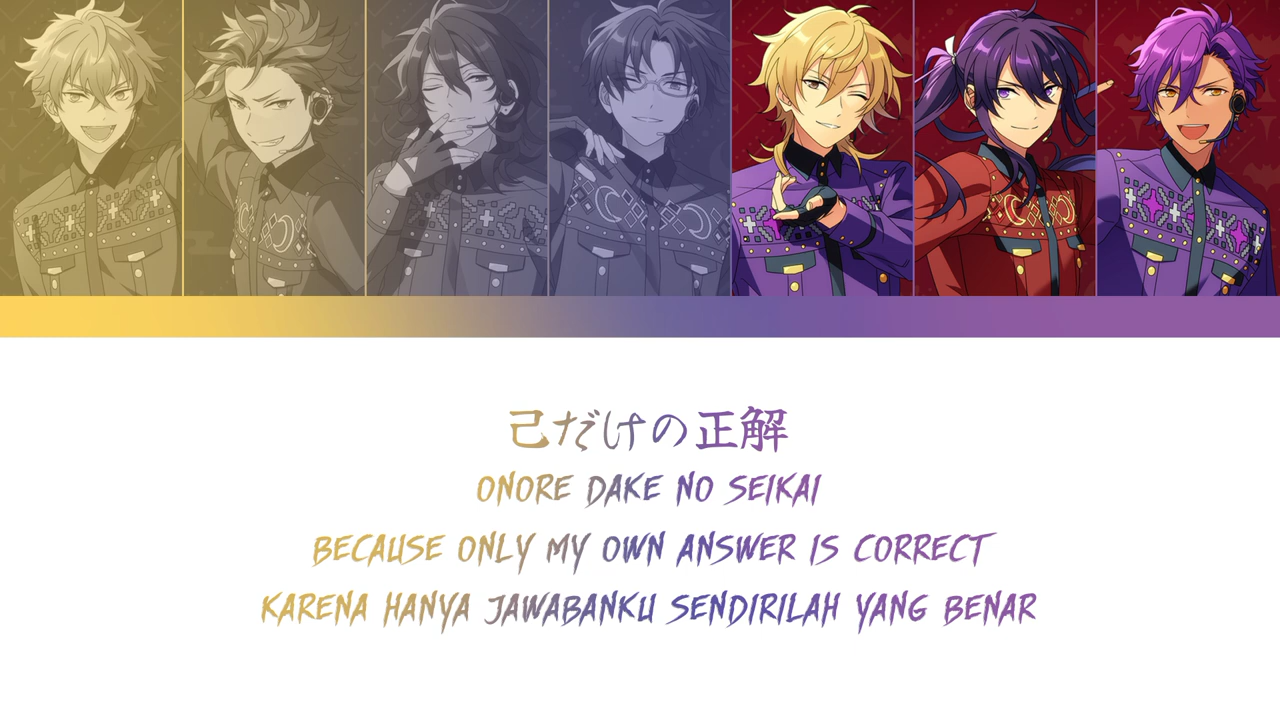 己だけの正解
ONORE DAKE NO SEIKAI
BECAUSE ONLY MY OWN ANSWER IS CORRECT
KARENA HANYA JAWABANKU SENDIRILAH YANG BENAR